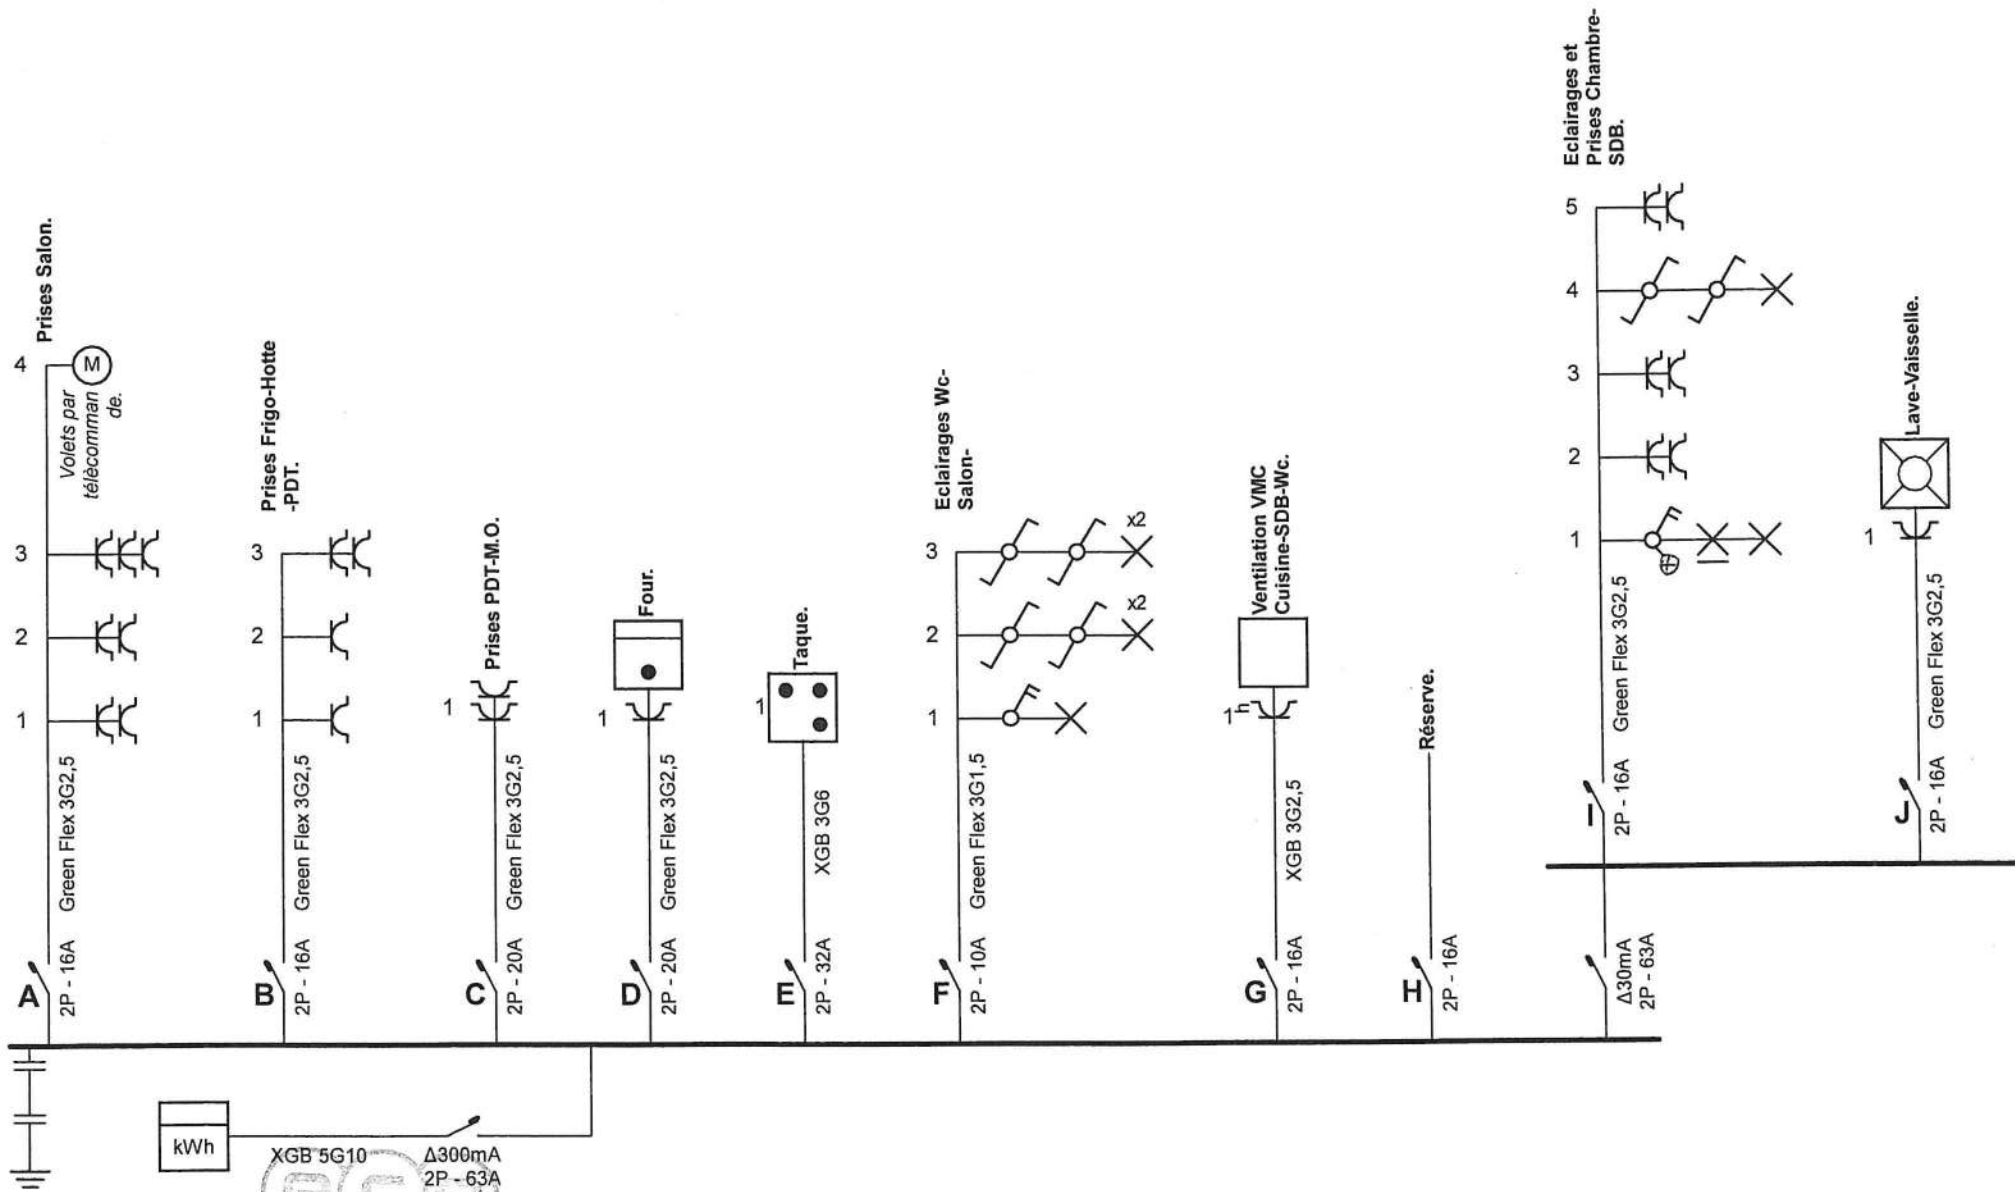 Prises Salon.
4
M
Volets par
télécomman
de.
3
2
1
Green Flex 3G2,5
2P - 16A
A
Prises Frigo-Hotte
-PDT.
3
2
1
Green Flex 3G2,5
2P - 16A
B
Prises PDT-M.O.
1
Green Flex 3G2,5
2P - 20A
C
Four.
1
Green Flex 3G2,5
2P - 20A
D
Taque.
1
XGB 3G6
2P - 32A
E
Eclairages Wc-
Salon-
3
x2
2
x2
1
Green Flex 3G1,5
2P - 10A
F
Ventilation VMC
Cuisine-SDB-Wc.
1 h
XGB 3G2,5
2P - 16A
G
Réserve.
2P - 16A
H
Eclairages et
Prises Chambre-
SDB.
5
4
3
2
1
Green Flex 3G2,5
2P - 16A
I
Δ30mA
2P - 63A
Lave-Vaisselle.
1
Green Flex 3G2,5
2P - 16A
J
kWh
XGB 5G10
Δ300mA
2P - 63A